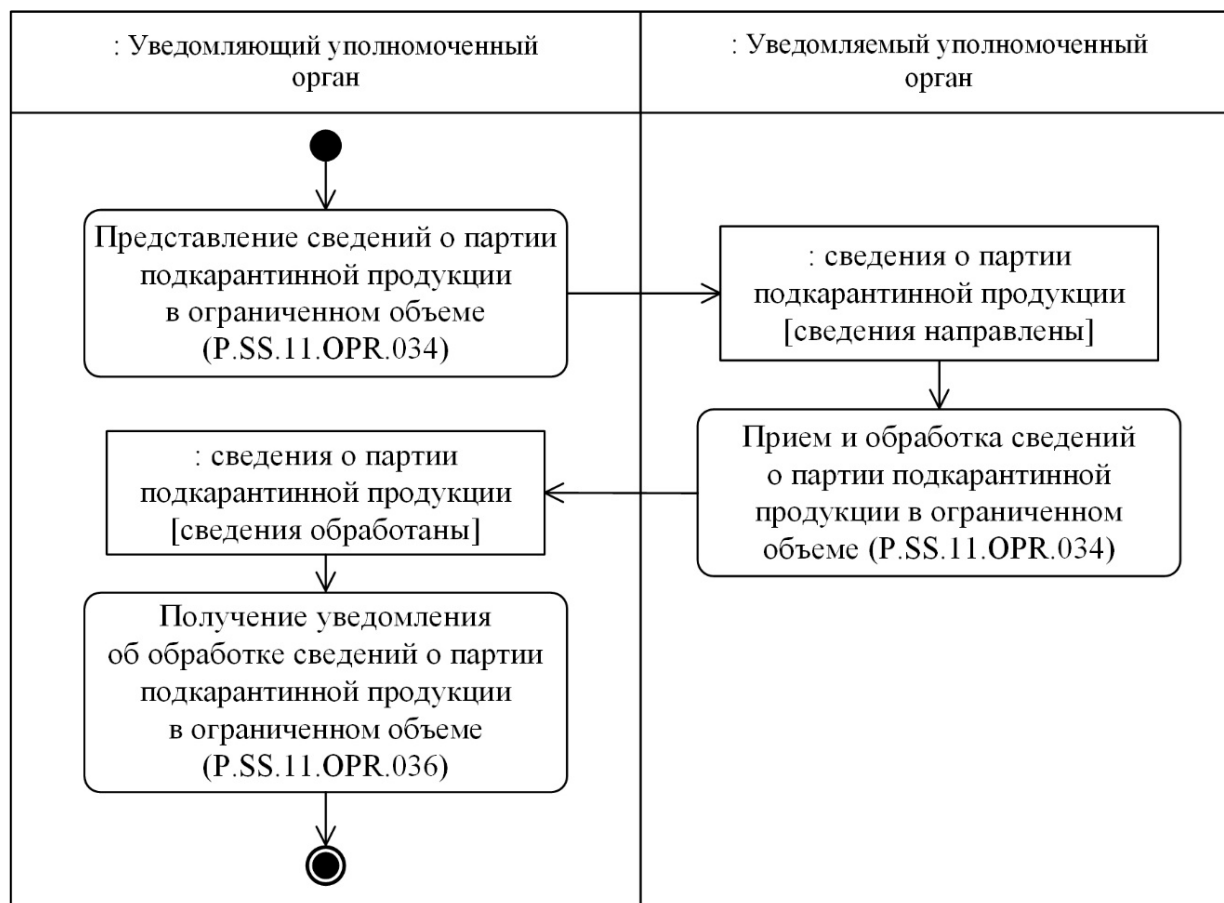 : Уведомляющий уполномоченный
орган
: Уведомляемый уполномоченный
орган
Представление сведений о партии
подкарантинной продукции
в ограниченном объеме
(P.SS.11.OPR.034)
: сведения о партии
подкарантинной продукции
[сведения направлены]
Прием и обработка сведений
о партии подкарантинной
продукции в ограниченном
объеме (P.SS.11.OPR.034)
: сведения о партии
подкарантинной продукции
[сведения обработаны]
Получение уведомления
об обработке сведений о партии
подкарантинной продукции
в ограниченном объеме
(P.SS.11.OPR.036)